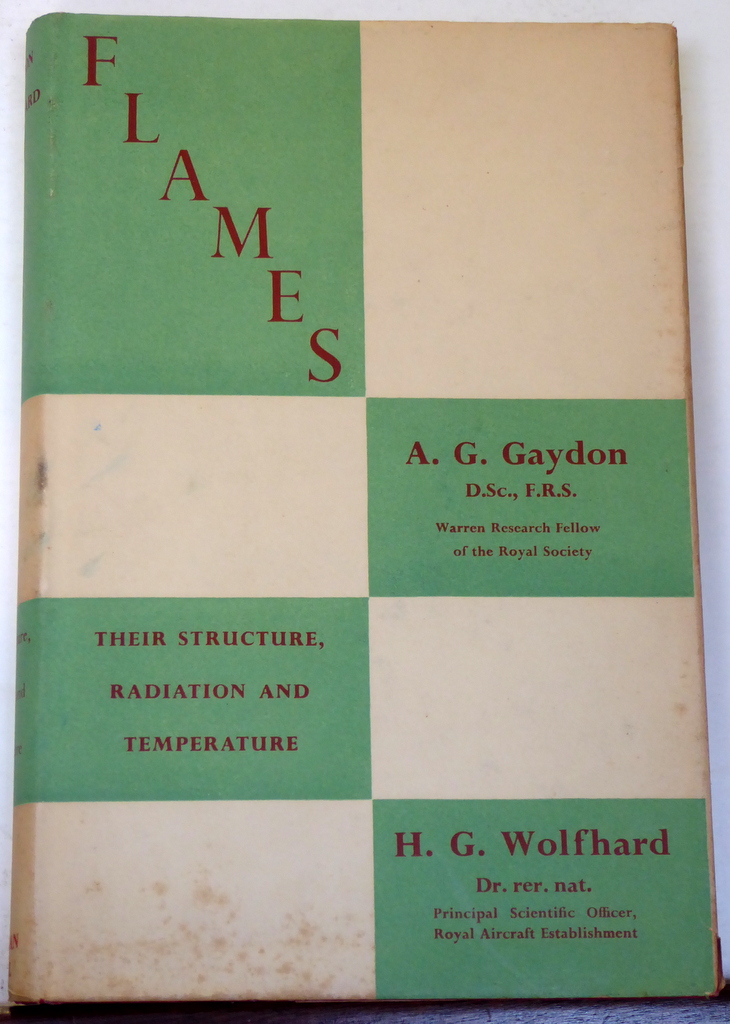 FLAMES
A. G. Gaydon
D.Sc., F.R.S.
Warren Research Fellow
of the Royal Society
THEIR STRUCTURE,
RADIATION AND
TEMPERATURE
H. G. Wolfhard
Dr. rer. nat.
Principal Scientific Officer,
Royal Aircraft Establishment